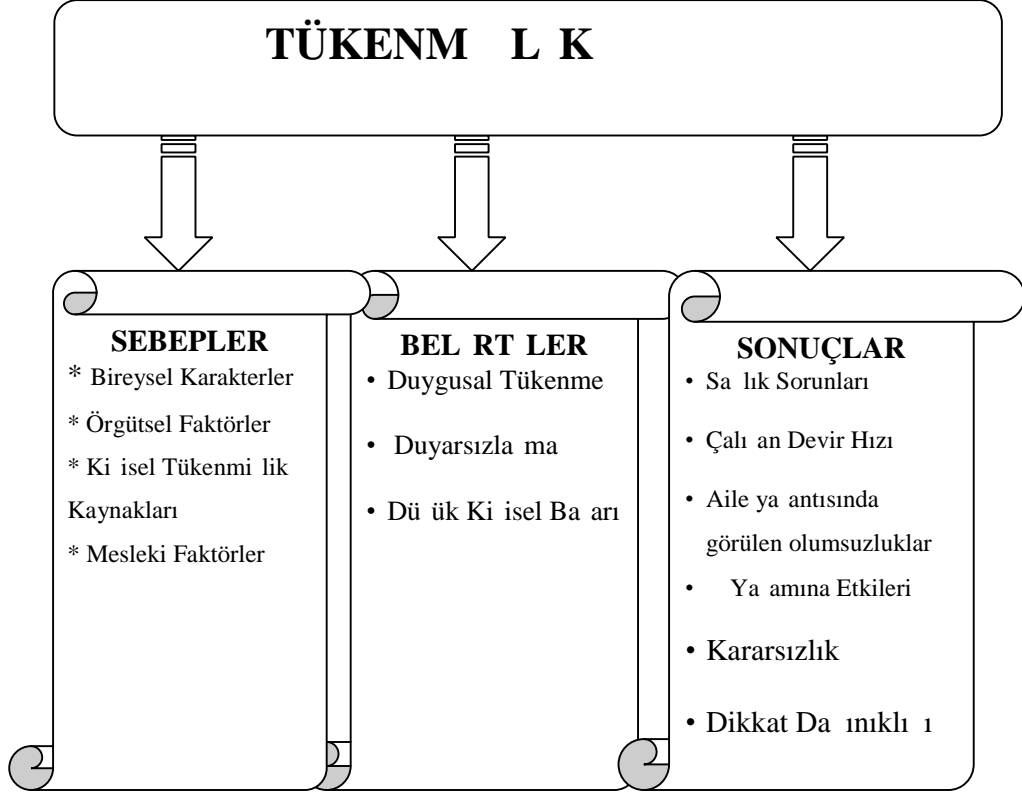 TÜKENM L K
SEBEPLER
* Bireysel Karakterler
* Örgütsel Faktörler
* Ki isel Tükenmi lik
Kaynakları
* Mesleki Faktörler
BEL RT LER
• Duygusal Tükenme
• Duyarsızla ma
• Dü ük Ki isel Ba arı
SONUÇLAR
• Sa lık Sorunları
• Çalı an Devir Hızı
• Aile ya antısında
görülen olumsuzluklar
• Ya amına Etkileri
• Kararsızlık
• Dikkat Da ınıklı ı